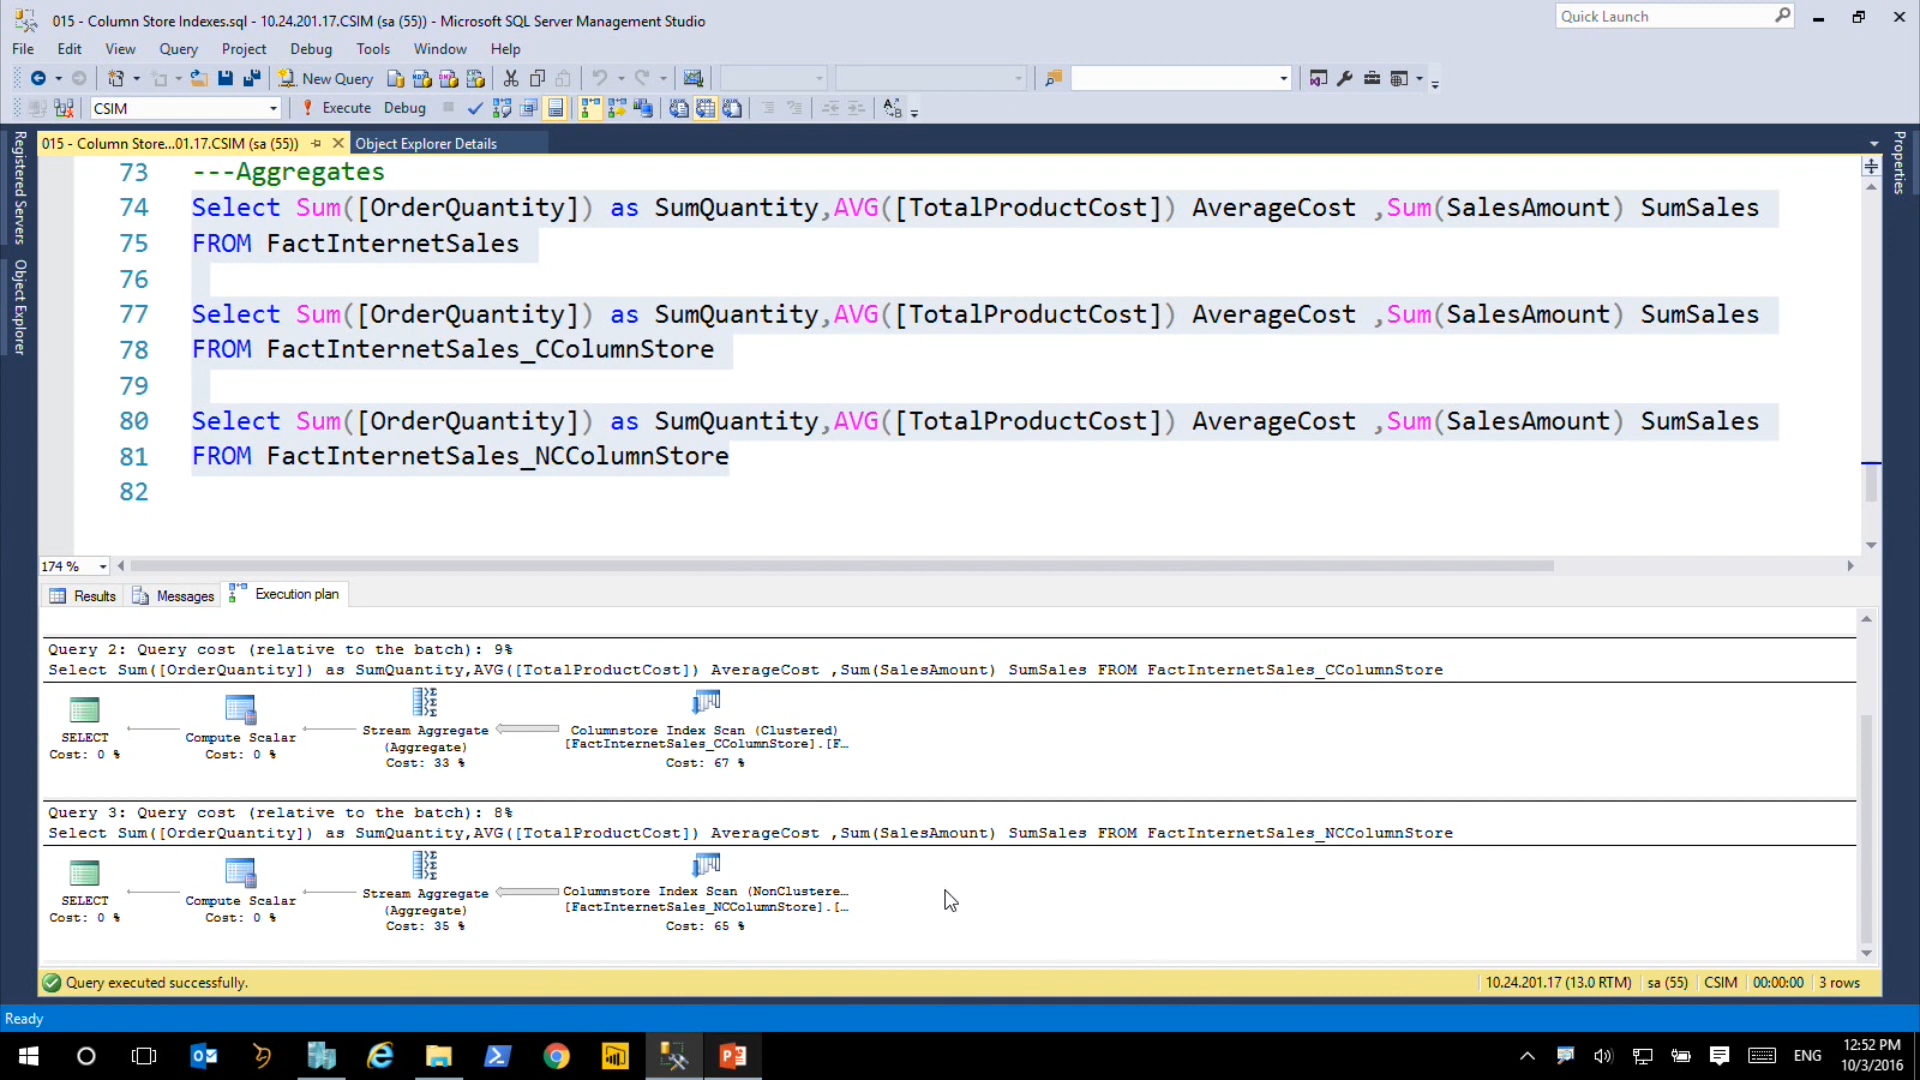 015 - Column Store Indexes.sql - 10.24.201.17.CSIM (sa (55)) - Microsoft SQL Server Management Studio
Quick Launch
File Edit View Query Project Debug Tools Window Help
New Query
CSIM Execute Debug
015 - Column Store...01.17.CSIM (sa (55)) Object Explorer Details
Registered Servers
Object Explorer
Properties
73 ---Aggregates
74 Select Sum([OrderQuantity]) as SumQuantity,AVG([TotalProductCost]) AverageCost ,Sum(SalesAmount) SumSales
75 FROM FactInternetSales
76
77 Select Sum([OrderQuantity]) as SumQuantity,AVG([TotalProductCost]) AverageCost ,Sum(SalesAmount) SumSales
78 FROM FactInternetSales_CColumnStore
79
80 Select Sum([OrderQuantity]) as SumQuantity,AVG([TotalProductCost]) AverageCost ,Sum(SalesAmount) SumSales
81 FROM FactInternetSales_NCColumnStore
82
174 %
Results Messages Execution plan
Query 2: Query cost (relative to the batch): 9%
Select Sum([OrderQuantity]) as SumQuantity,AVG([TotalProductCost]) AverageCost ,Sum(SalesAmount) SumSales FROM FactInternetSales_CColumnStore
SELECT
Cost: 0 %
Compute Scalar
Cost: 0 %
Stream Aggregate
(Aggregate)
Cost: 33 %
Columnstore Index Scan (Clustered)
[FactInternetSales_CColumnStore].[F…
Cost: 67 %
Query 3: Query cost (relative to the batch): 8%
Select Sum([OrderQuantity]) as SumQuantity,AVG([TotalProductCost]) AverageCost ,Sum(SalesAmount) SumSales FROM FactInternetSales_NCColumnStore
SELECT
Cost: 0 %
Compute Scalar
Cost: 0 %
Stream Aggregate
(Aggregate)
Cost: 35 %
Columnstore Index Scan (NonClustere…
[FactInternetSales_NCColumnStore].[…
Cost: 65 %
Query executed successfully.
10.24.201.17 (13.0 RTM) sa (55) CSIM 00:00:00 3 rows
Ready
ENG
12:52 PM
10/3/2016